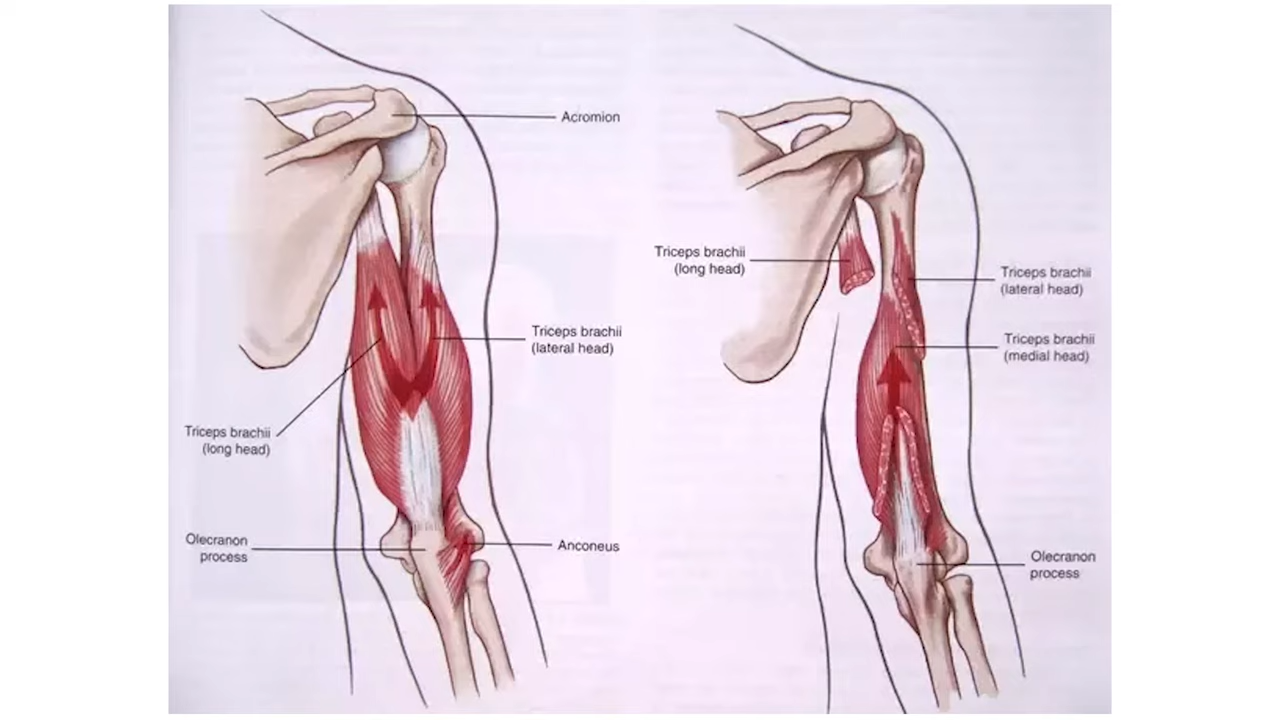 Acromion
Triceps brachii
(lateral head)
Triceps brachii
(long head)
Olecranon
process
Anconeus
Triceps brachii
(long head)
Triceps brachii
(lateral head)
Triceps brachii
(medial head)
Olecranon
process